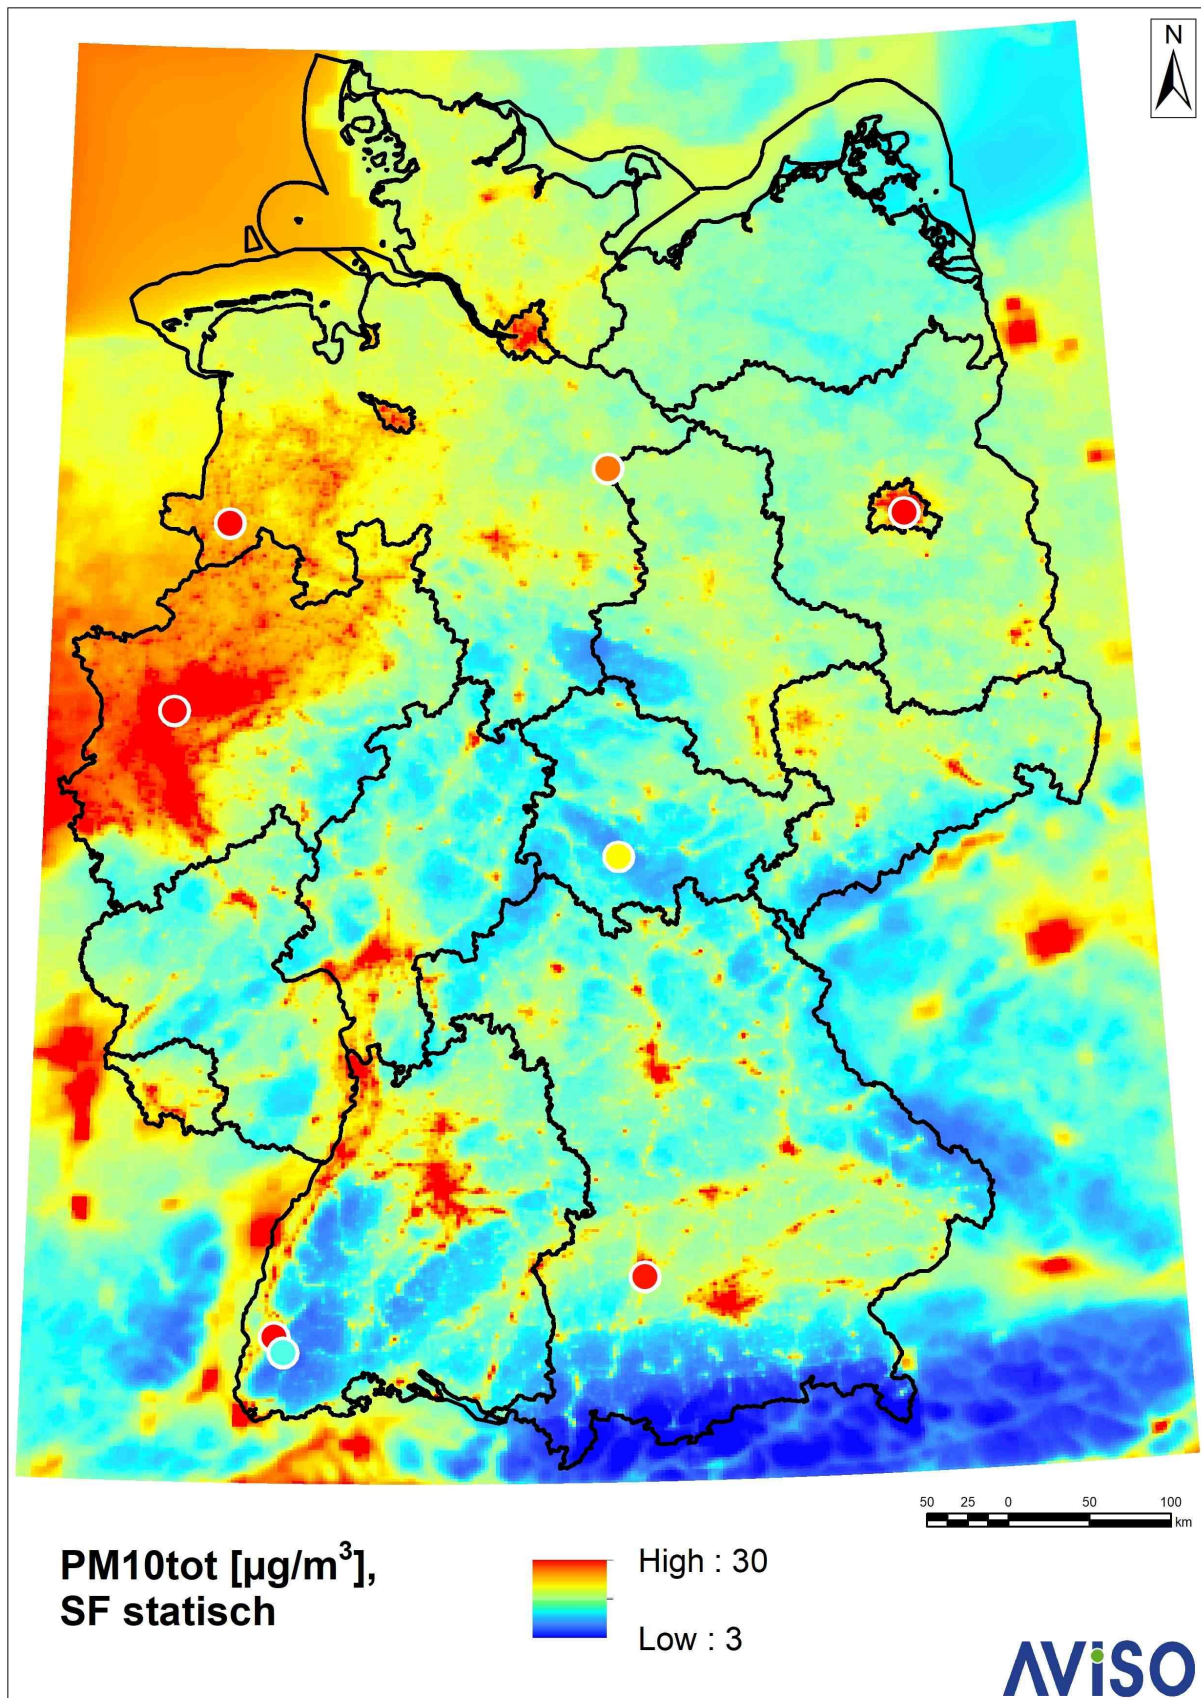 N
50 25 0 50 100
km
PM10tot [µg/m³],
SF statisch
High : 30
Low : 3
AViSO